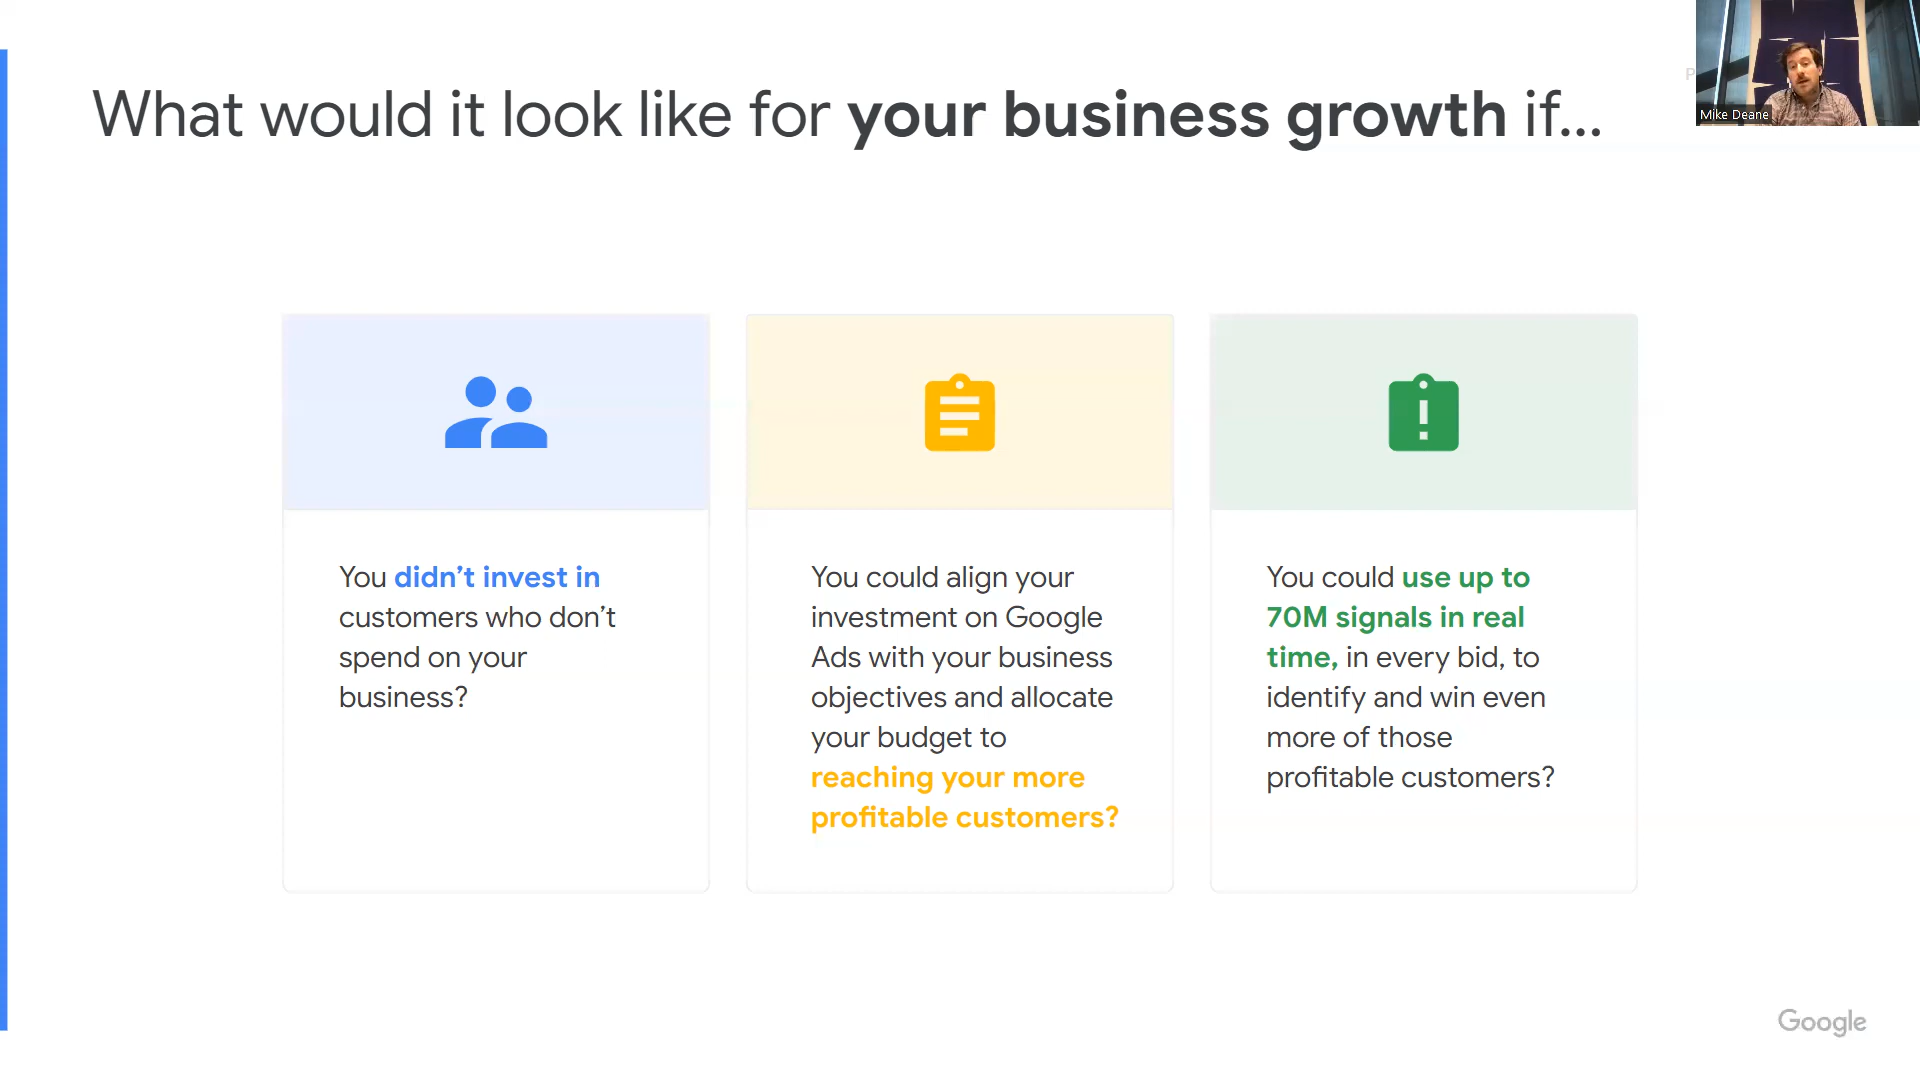 What would it look like for your business growth if...
P
Mike Deane
You didn’t invest in
customers who don’t
spend on your
business?
You could align your
investment on Google
Ads with your business
objectives and allocate
your budget to
reaching your more
profitable customers?
You could use up to
70M signals in real
time, in every bid, to
identify and win even
more of those
profitable customers?
Google